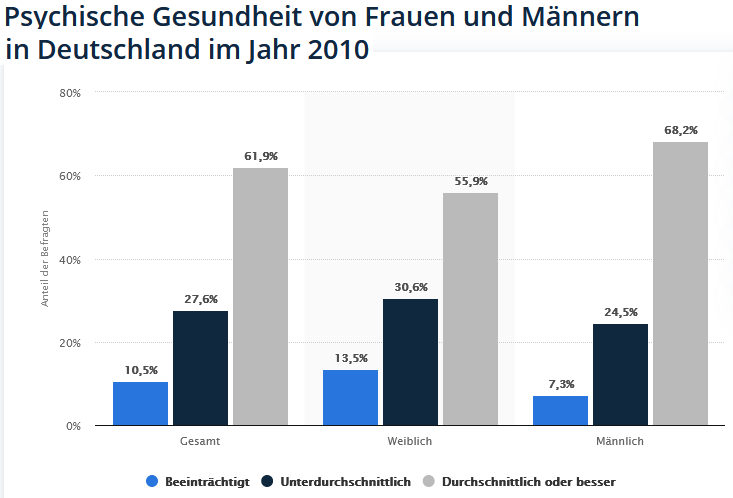 Psychische Gesundheit von Frauen und Männern
in Deutschland im Jahr 2010
80%
60%
40%
20%
0%
Anteil der Befragten
10,5%
27,6%
61,9%
13,5%
30,6%
55,9%
7,3%
24,5%
68,2%
Gesamt
Weiblich
Männlich
Beeinträchtigt
Unterdurchschnittlich
Durchschnittlich oder besser